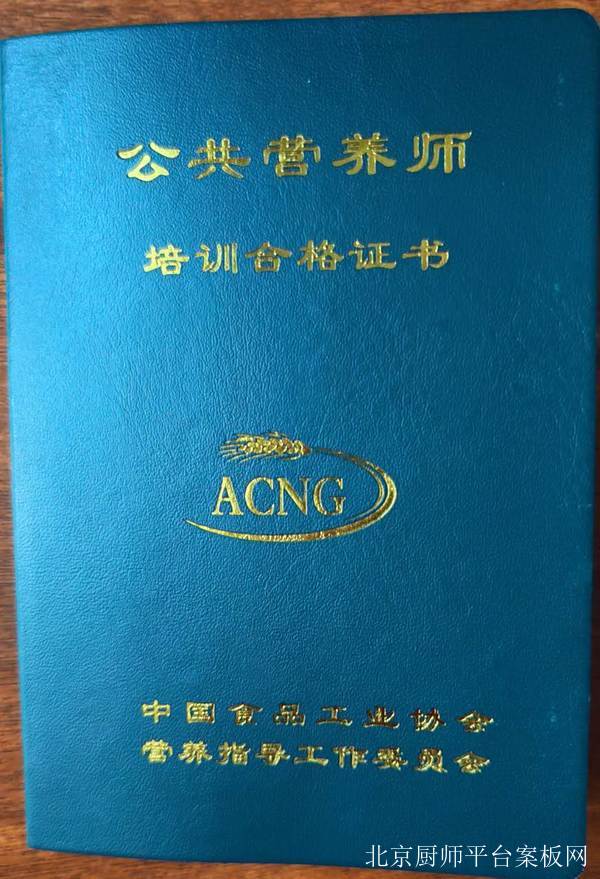 公共营养师
培训合格证书
ACNG
中国食品工业协会
营养指导工作委员会
北京厨师平台案板网